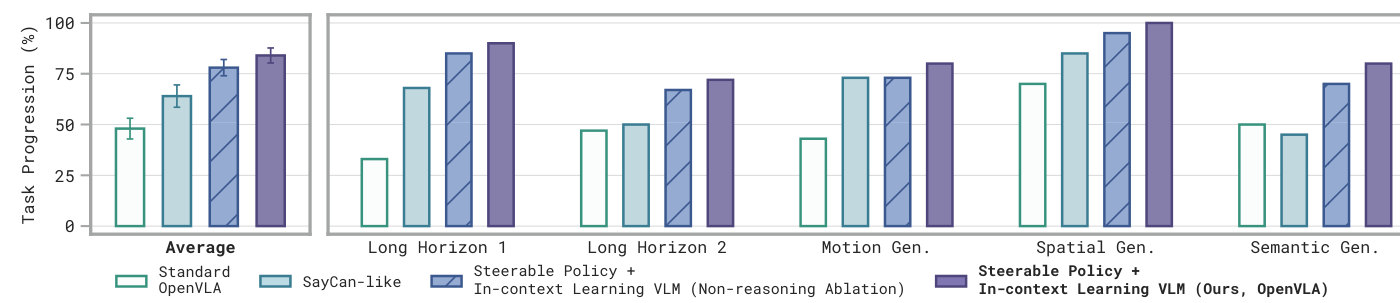 Task Progression (%)
100
75
50
25
0
Average
Long Horizon 1
Long Horizon 2
Motion Gen.
Spatial Gen.
Semantic Gen.
Standard
OpenVLA
SayCan-like
Steerable Policy +
In-context Learning VLM (Non-reasoning Ablation)
Steerable Policy +
In-context Learning VLM (Ours, OpenVLA)